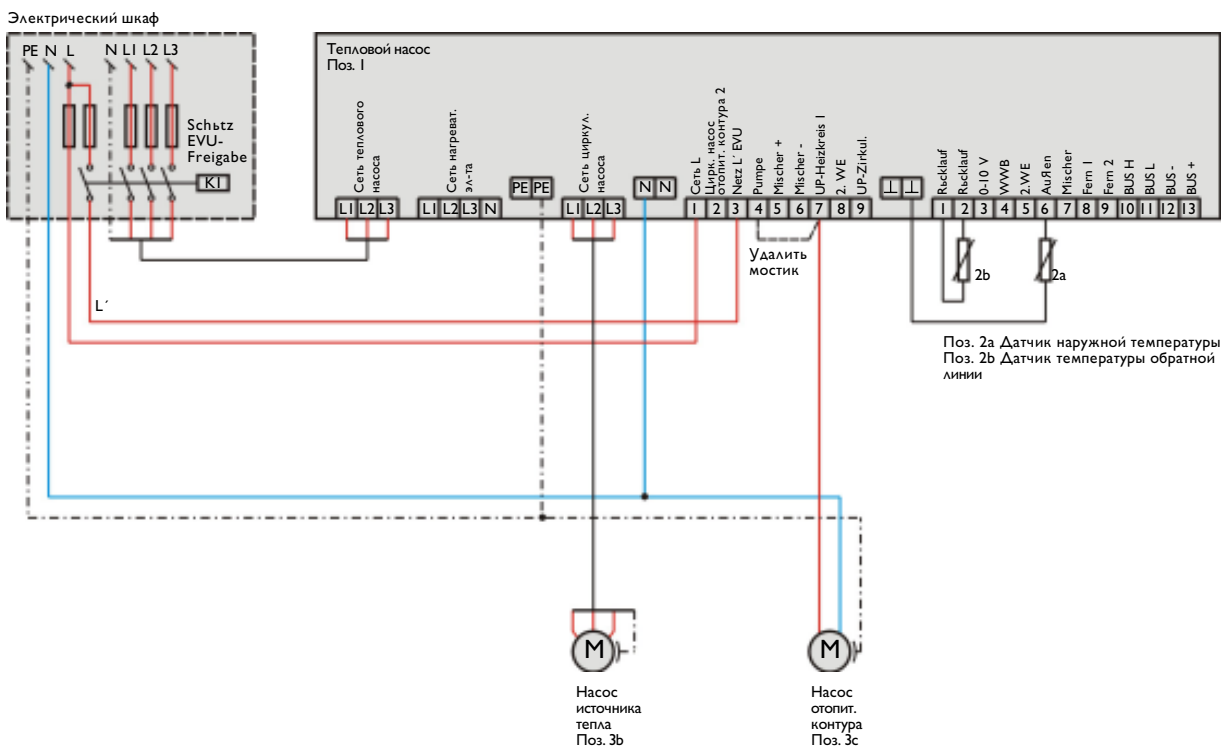 Электрический шкаф
PE N L N L1 L2 L3
Schьtz
EVU-
Freigabe
K1
L´
Тепловой насос
Поз. 1
Сеть теплового
насоса
L1 L2 L3
Сеть нагреват.
эл-та
L1 L2 L3 N
PE PE
Сеть циркул.
насоса
L1 L2 L3
N N
Сеть L
Цирк. насос
отопит. контура 2
Netz L´ EVU
Pumpe
Mischer +
Mischer -
UP-Heizkreis 1
2. WE
UP-Zirkul.
1 2 3 4 5 6 7 8 9
Удалить
мостик
⊥ ⊥
Rьcklauf
Rьcklauf
0-10 V
WWB
2.WE
AuЯen
Mischer
Fern 1
Fern 2
BUS H
BUS L
BUS -
BUS +
1 2 3 4 5 6 7 8 9 10 11 12 13
2b
2a
Поз. 2a Датчик наружной температуры
Поз. 2b Датчик температуры обратной
линии
M
M
Насос
источника
тепла
Поз. 3b
Насос
отопит.
контура
Поз. 3c